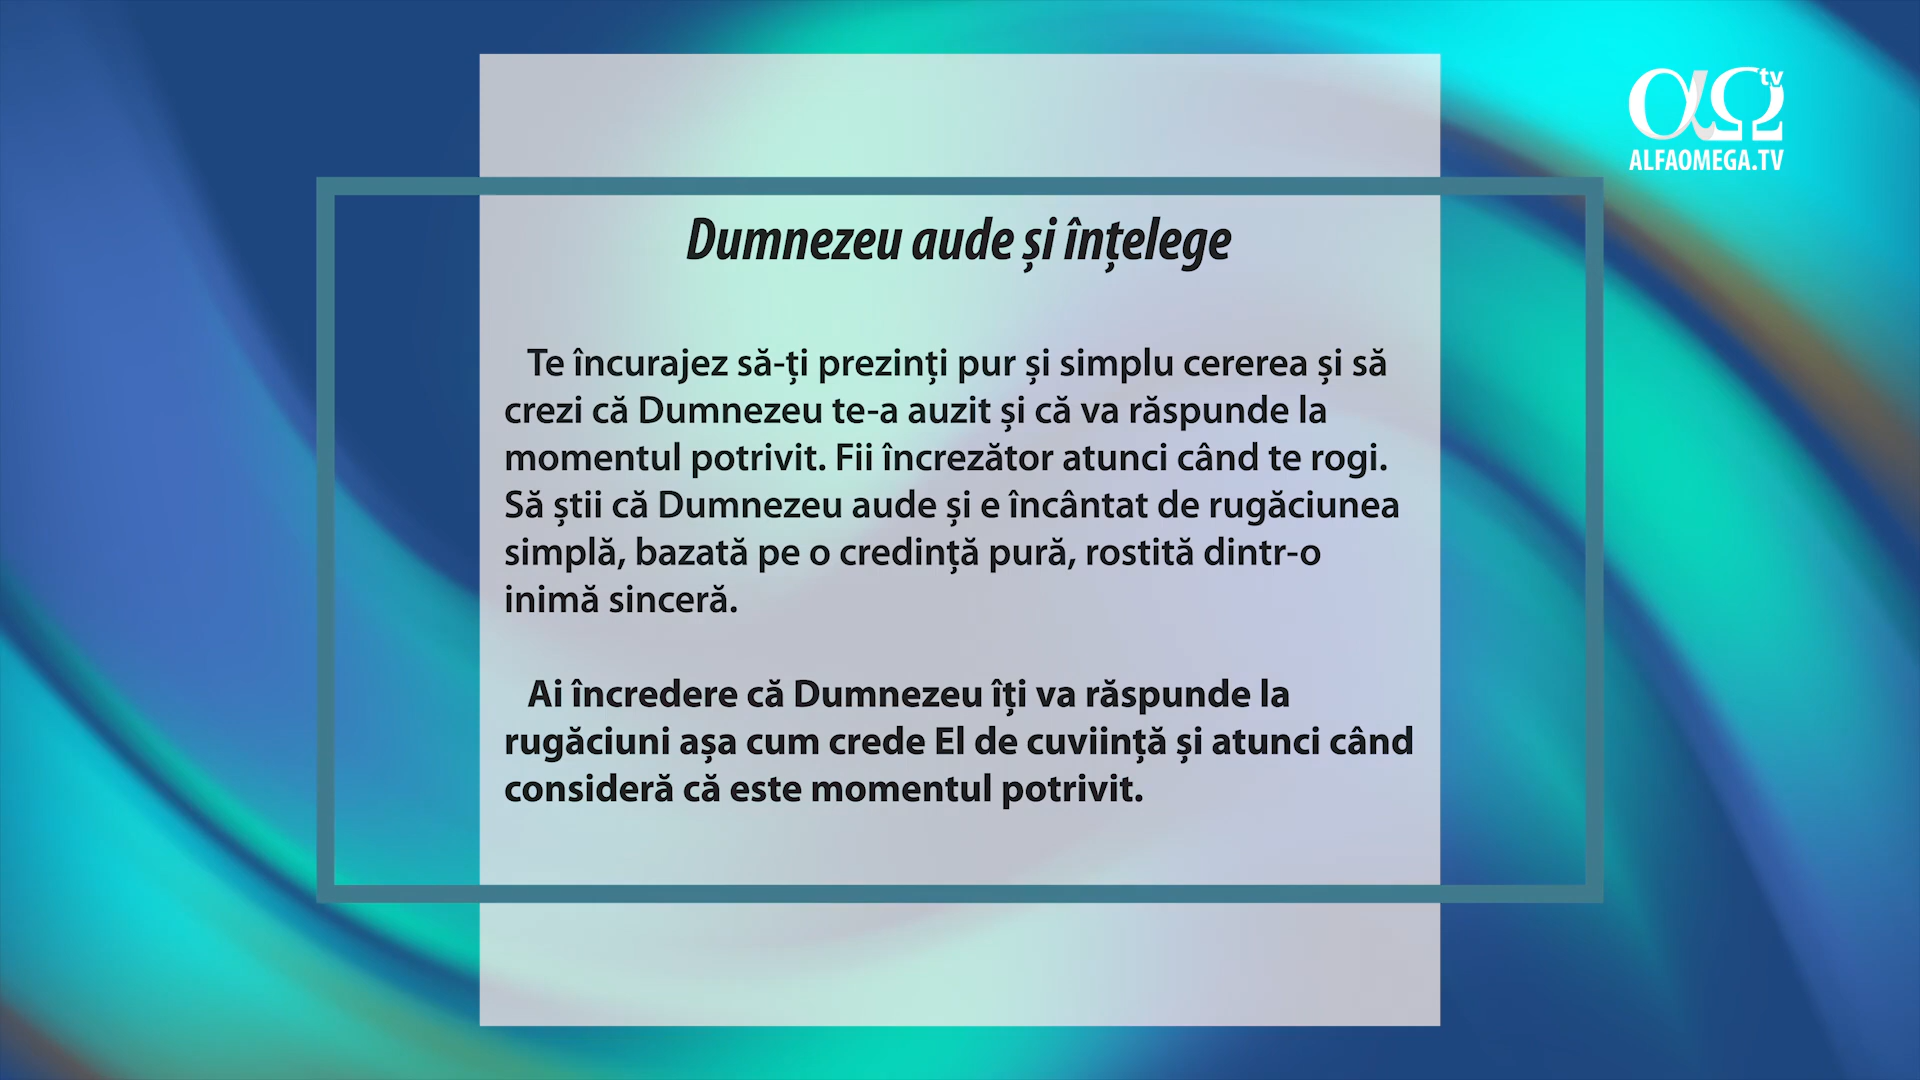 αΩ tv
ALFAOMEGA.TV
Dumnezeu aude și înțelege
Te încurajez să-ți prezinți pur și simplu cererea și să
crezi că Dumnezeu te-a auzit și că va răspunde la
momentul potrivit. Fii încrezător atunci când te rogi.
Să știi că Dumnezeu aude și e încântat de rugăciunea
simplă, bazată pe o credință pură, rostită dintr-o
inimă sinceră.
Ai încredere că Dumnezeu îți va răspunde la
rugăciuni așa cum crede El de cuviință și atunci când
consideră că este momentul potrivit.